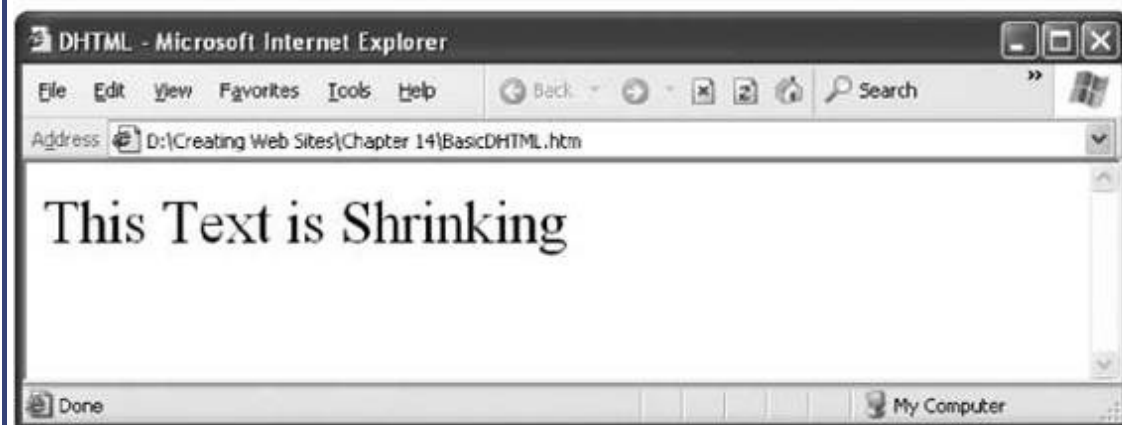 DHTML - Microsoft Internet Explorer
File Edit View Favorites Tools Help Back Search »
Address D:\Creating Web Sites\Chapter 14\BasicDHTML.htm
This Text is Shrinking
Done My Computer